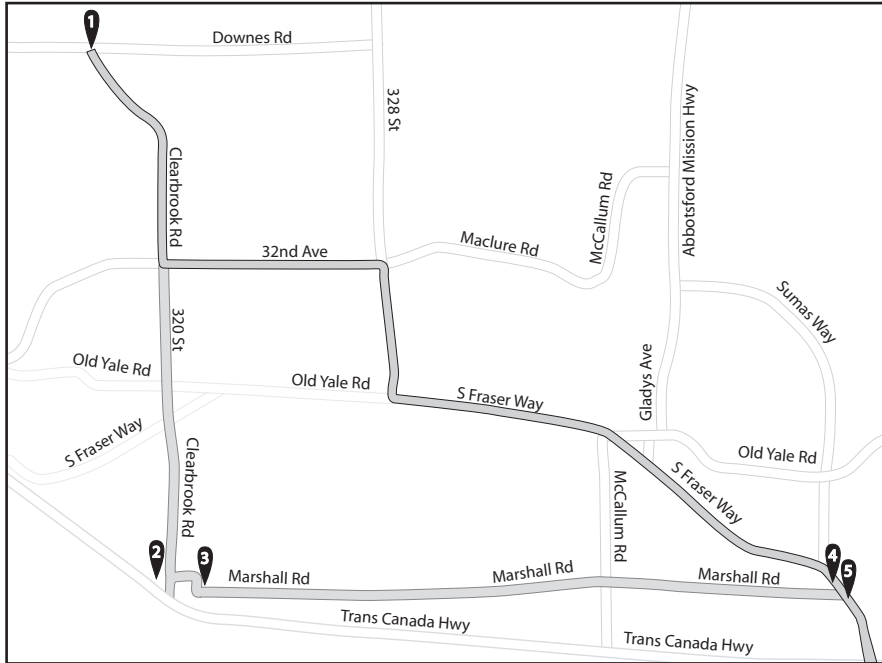 1
Downes Rd
328 St
Abbotsford Mission Hwy
Clearbrook Rd
McCallum Rd
32nd Ave
Maclure Rd
Sumas Way
320 St
Old Yale Rd
Old Yale Rd
S Fraser Way
Gladys Ave
S Fraser Way
Clearbrook Rd
Old Yale Rd
S Fraser Way
McCallum Rd
2
3
4
5
Marshall Rd
Marshall Rd
Marshall Rd
Trans Canada Hwy
Trans Canada Hwy